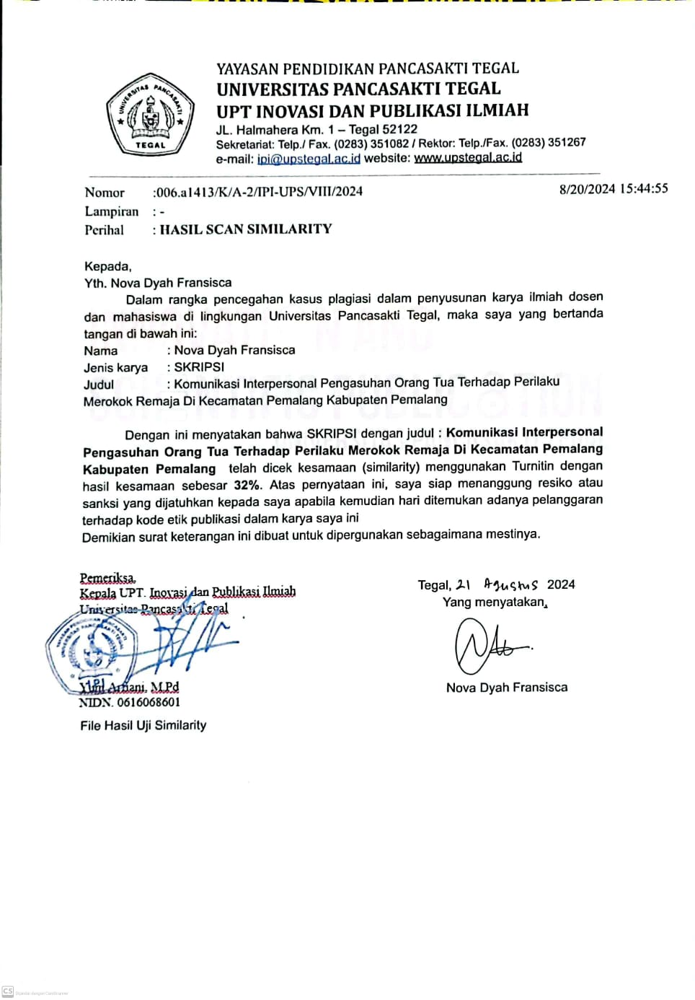 YAYASAN PENDIDIKAN PANCASAKTI TEGAL
UNIVERSITAS PANCASAKTI TEGAL
UPT INOVASI DAN PUBLIKASI ILMIAH
JL. Halmahera Km. 1 – Tegal 52122
Sekretariat: Telp./ Fax. (0283) 351082 / Rektor: Telp./Fax. (0283) 351267
e-mail: ipi@upstegal.ac.id website: www.upstegal.ac.id
UNIVERSITAS PANCASAKTI
TEGAL
Nomor :006.a1413/K/A-2/IPI-UPS/VIII/2024 8/20/2024 15:44:55
Lampiran : -
Perihal : HASIL SCAN SIMILARITY
Kepada,
Yth. Nova Dyah Fransisca
Dalam rangka pencegahan kasus plagiasi dalam penyusunan karya ilmiah dosen
dan mahasiswa di lingkungan Universitas Pancasakti Tegal, maka saya yang bertanda
tangan di bawah ini:
Nama : Nova Dyah Fransisca
Jenis karya : SKRIPSI
Judul : Komunikasi Interpersonal Pengasuhan Orang Tua Terhadap Perilaku
Merokok Remaja Di Kecamatan Pemalang Kabupaten Pemalang
Dengan ini menyatakan bahwa SKRIPSI dengan judul : Komunikasi Interpersonal
Pengasuhan Orang Tua Terhadap Perilaku Merokok Remaja Di Kecamatan Pemalang
Kabupaten Pemalang telah dicek kesamaan (similarity) menggunakan Turnitin dengan
hasil kesamaan sebesar 32%. Atas pernyataan ini, saya siap menanggung resiko atau
sanksi yang dijatuhkan kepada saya apabila kemudian hari ditemukan adanya pelanggaran
terhadap kode etik publikasi dalam karya saya ini
Demikian surat keterangan ini dibuat untuk dipergunakan sebagaimana mestinya.
Pemeriksa,
Kepala UPT. Inovasi dan Publikasi Ilmiah
Universitas Pancasakti Tegal
M.Pd
NIDN. 0616068601
File Hasil Uji Similarity
Tegal, 21 Agustus 2024
Yang menyatakan,
Nova Dyah Fransisca
CS Dipindai dengan CamScanner